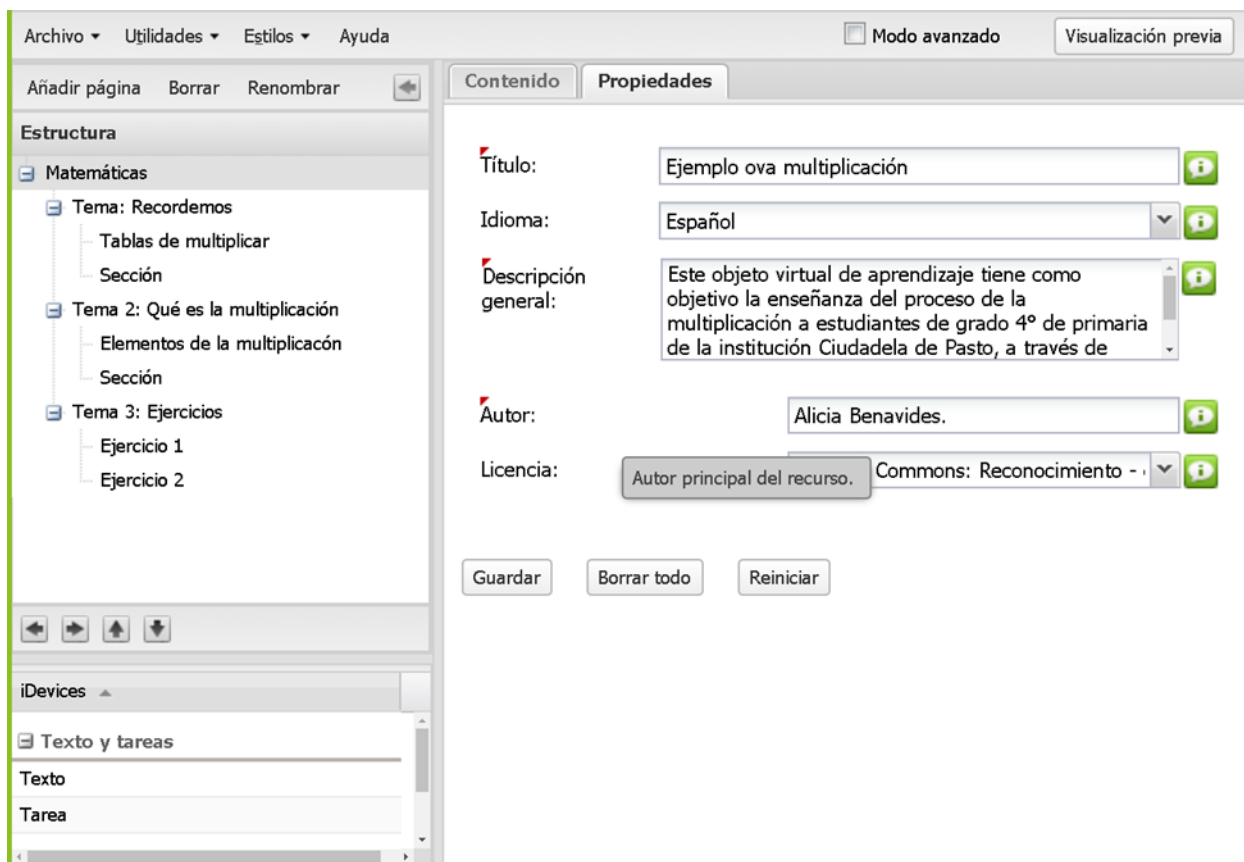 Archivo Utilidades Estilos Ayuda Modo avanzado Visualización previa
Añadir página Borrar Renombrar
Contenido Propiedades
Estructura
Matemáticas
Tema: Recordemos
Tablas de multiplicar
Sección
Tema 2: Qué es la multiplicación
Elementos de la multiplicacón
Sección
Tema 3: Ejercicios
Ejercicio 1
Ejercicio 2
iDevices
Texto y tareas
Texto
Tarea
Título: Ejemplo ova multiplicación
Idioma: Español
Descripción general:
Este objeto virtual de aprendizaje tiene como
objetivo la enseñanza del proceso de la
multiplicación a estudiantes de grado 4º de primaria
de la institución Ciudadela de Pasto, a través de
Autor: Alicia Benavides.
Licencia: Commons: Reconocimiento -
Autor principal del recurso.
Guardar Borrar todo Reiniciar